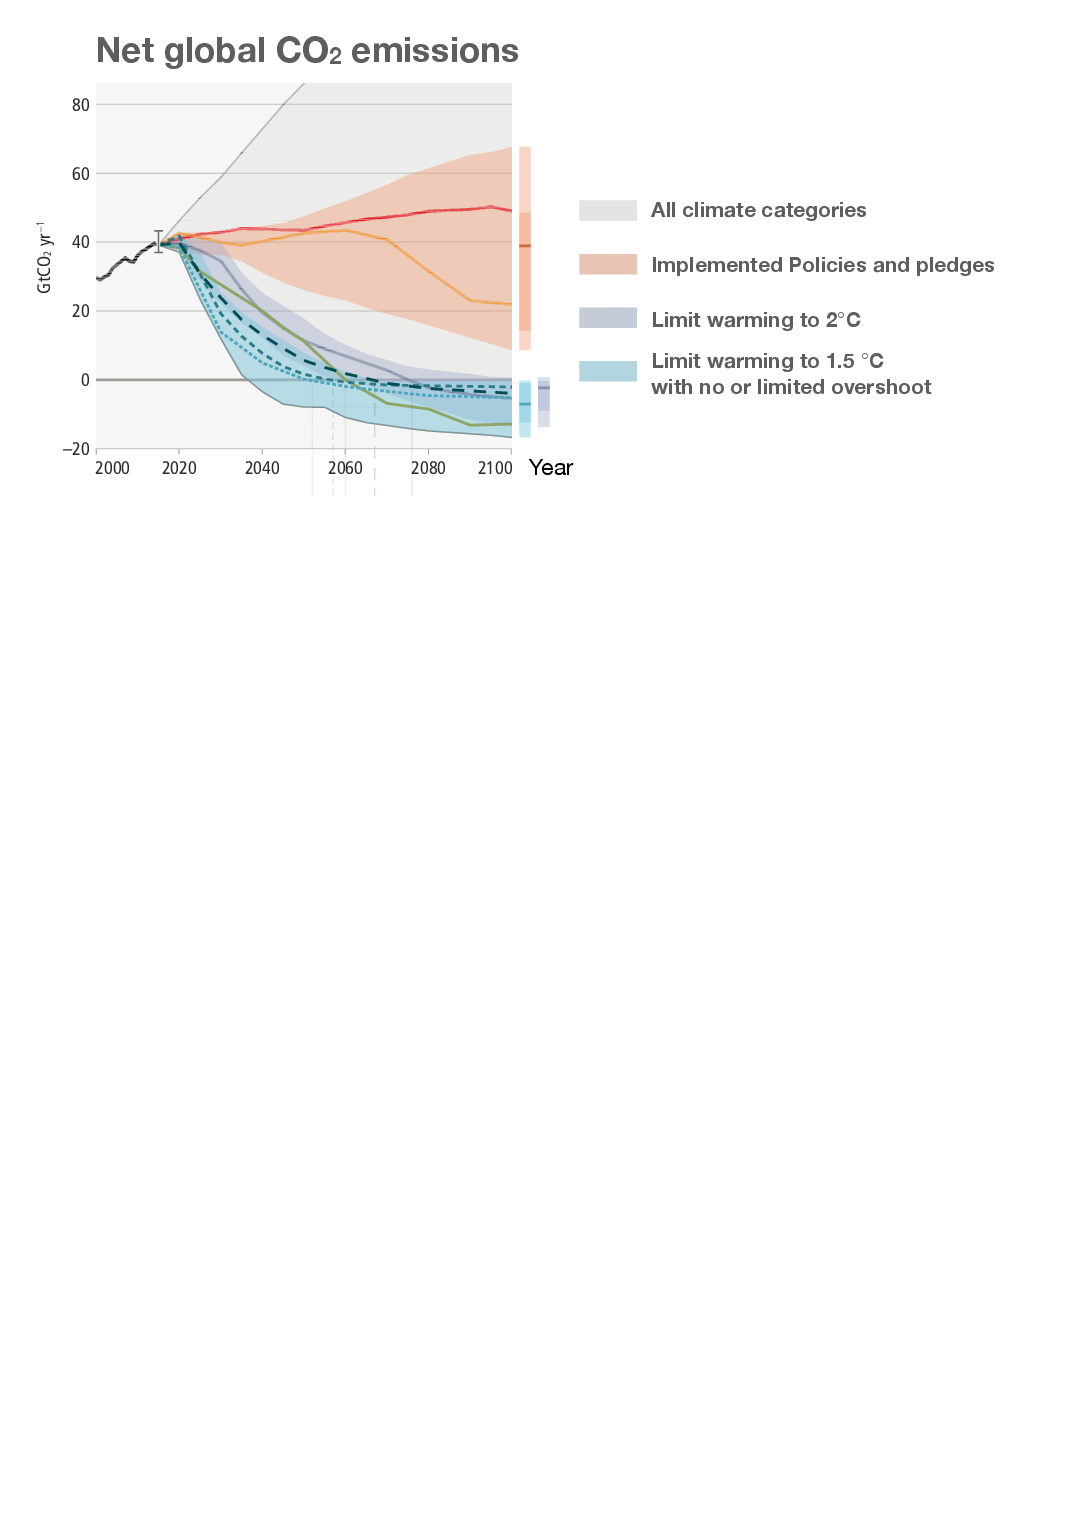 Net global CO₂ emissions
GtCO₂ yr⁻¹
80
60
40
20
0
–20
2000 2020 2040 2060 2080 2100 Year
All climate categories
Implemented Policies and pledges
Limit warming to 2°C
Limit warming to 1.5 °C
with no or limited overshoot